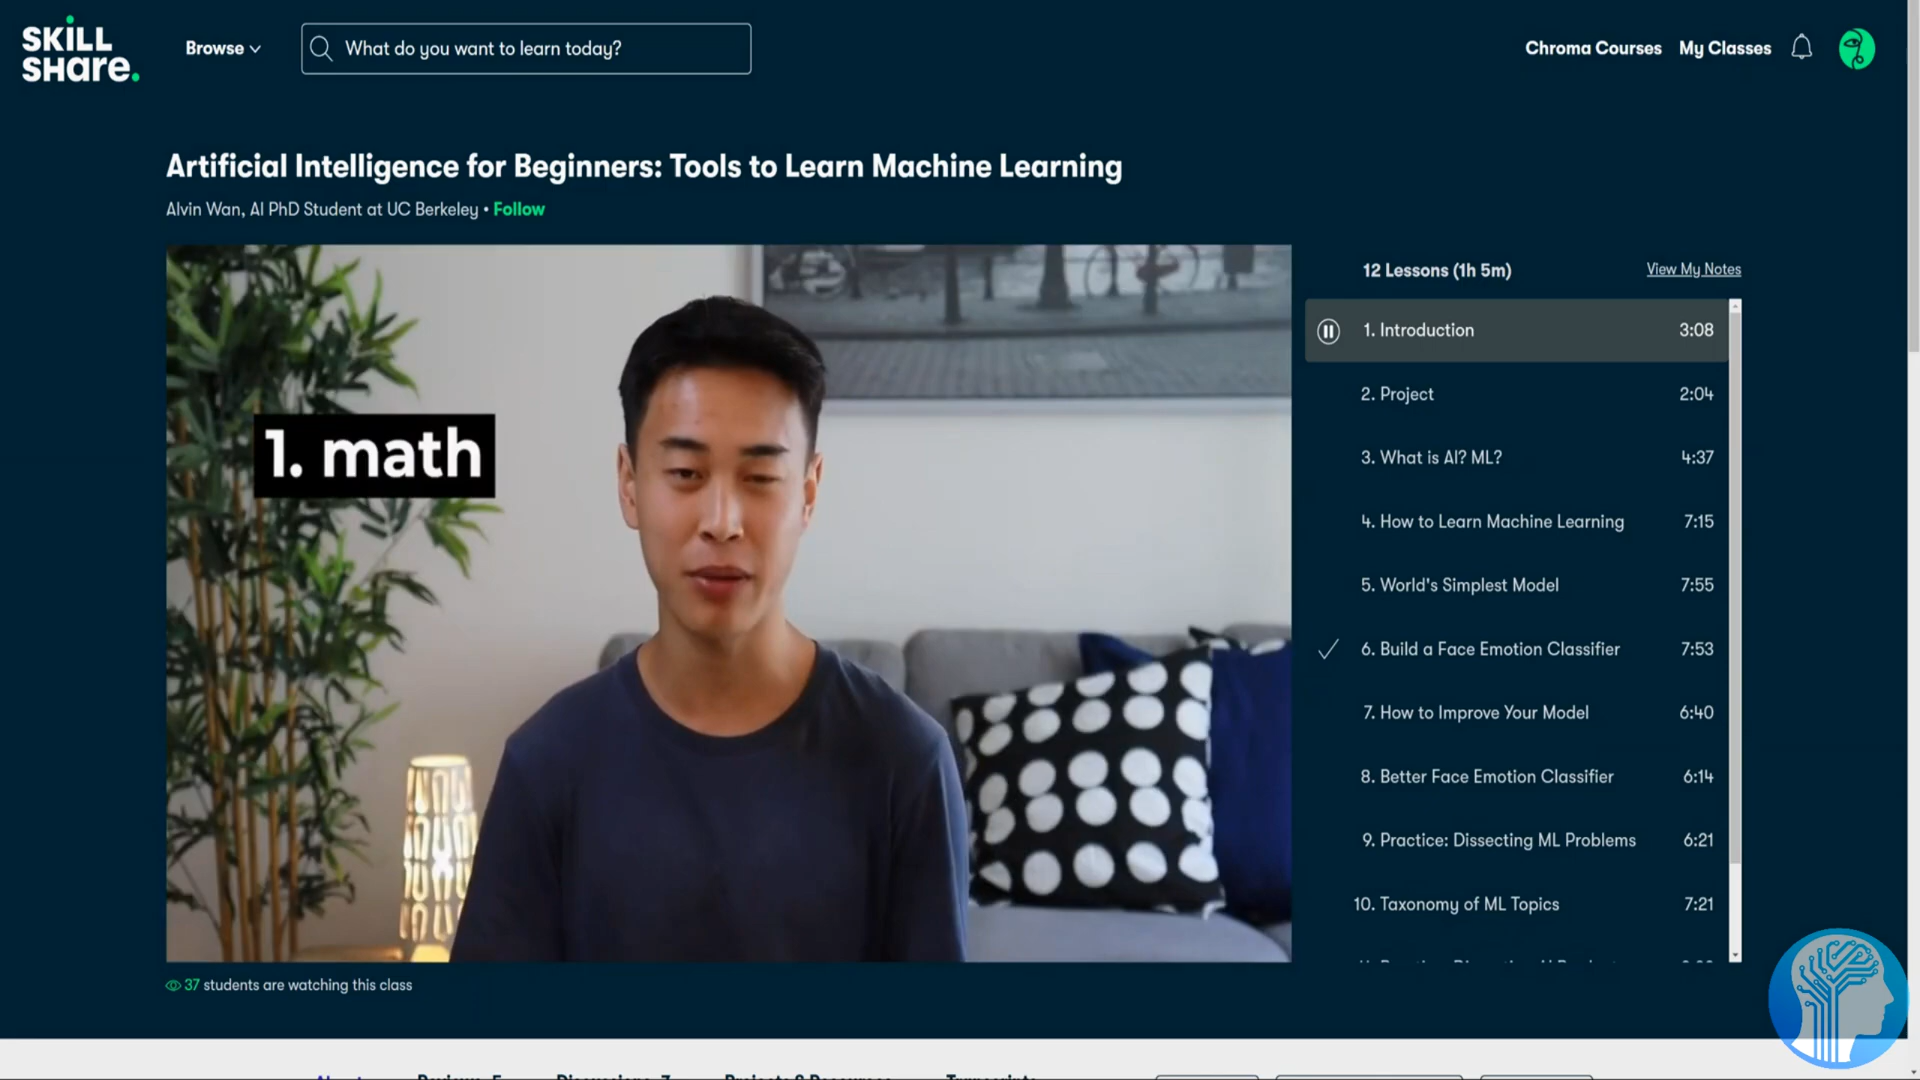 SKILL
SHare.
Browse
What do you want to learn today?
Chroma Courses
My Classes
Artificial Intelligence for Beginners: Tools to Learn Machine Learning
Alvin Wan, AI PhD Student at UC Berkeley • Follow
1. math
12 Lessons (1h 5m)
View My Notes
1. Introduction 3:08
2. Project 2:04
3. What is AI? ML? 4:37
4. How to Learn Machine Learning 7:15
5. World's Simplest Model 7:55
6. Build a Face Emotion Classifier 7:53
7. How to Improve Your Model 6:40
8. Better Face Emotion Classifier 6:14
9. Practice: Dissecting ML Problems 6:21
10. Taxonomy of ML Topics 7:21
37 students are watching this class